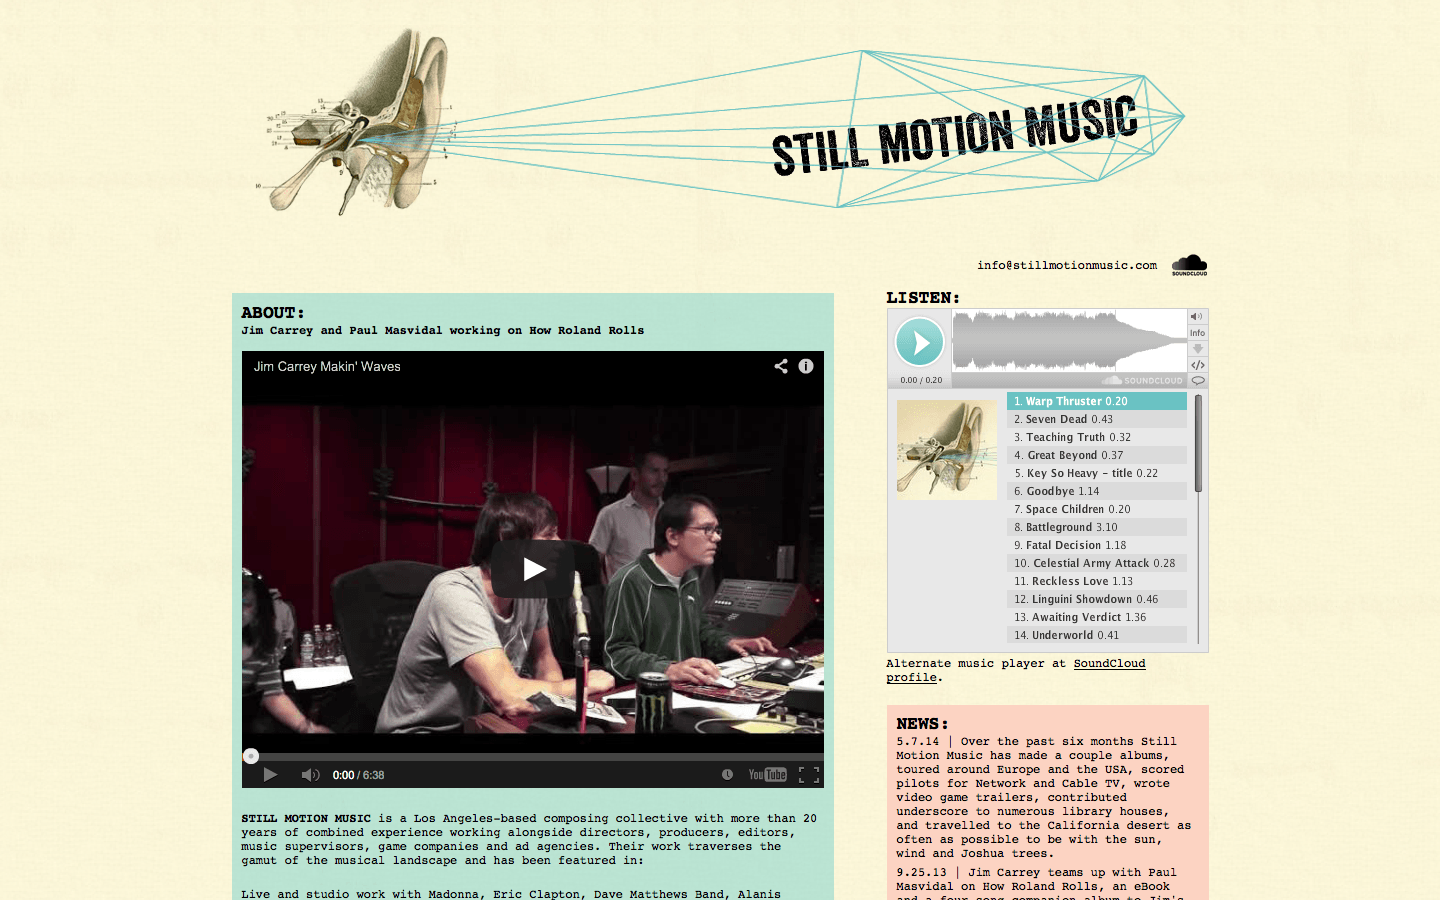 STILL MOTION MUSIC
info@stillmotionmusic.com
SOUNDCLOUD
ABOUT:
Jim Carrey and Paul Masvidal working on How Roland Rolls
Jim Carrey Makin' Waves
0:00 / 6:38
YouTube
STILL MOTION MUSIC is a Los Angeles-based composing collective with more than 20
years of combined experience working alongside directors, producers, editors,
music supervisors, game companies and ad agencies. Their work traverses the
gamut of the musical landscape and has been featured in:
Live and studio work with Madonna, Eric Clapton, Dave Matthews Band, Alanis
LISTEN:
Info
0.00 / 0.20
SOUNDCLOUD
1. Warp Thruster 0.20
2. Seven Dead 0.43
3. Teaching Truth 0.32
4. Great Beyond 0.37
5. Key So Heavy - title 0.22
6. Goodbye 1.14
7. Space Children 0.20
8. Battleground 3.10
9. Fatal Decision 1.18
10. Celestial Army Attack 0.28
11. Reckless Love 1.13
12. Linguini Showdown 0.46
13. Awaiting Verdict 1.36
14. Underworld 0.41
Alternate music player at SoundCloud
profile.
NEWS:
5.7.14 | Over the past six months Still
Motion Music has made a couple albums,
toured around Europe and the USA, scored
pilots for Network and Cable TV, wrote
video game trailers, contributed
underscore to numerous library houses,
and travelled to the California desert as
often as possible to be with the sun,
wind and Joshua trees.
9.25.13 | Jim Carrey teams up with Paul
Masvidal on How Roland Rolls, an eBook
and a four song companion album to Jim's